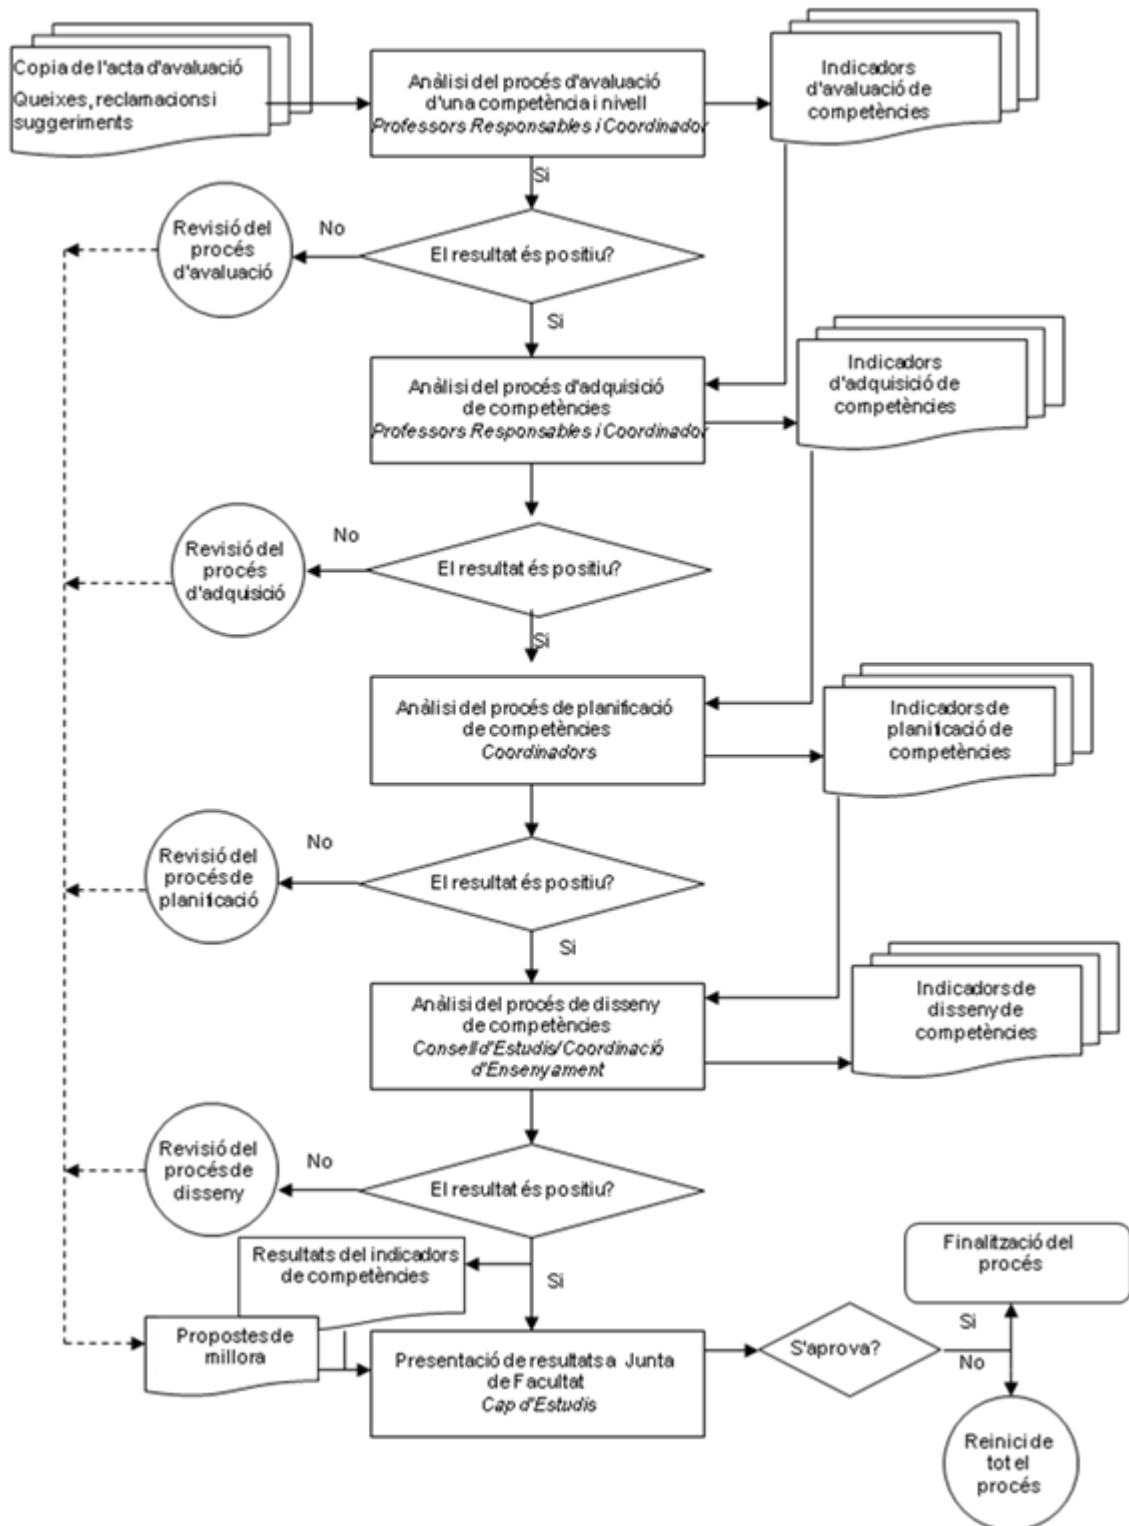 Copia de l'acta d'avaluació
Queixes, reclamacions i
suggeriments
Anàlisi del procés d'avaluació
d'una competència i nivell
Professors Responsables i Coordinador
Indicadors
d'avaluació de
competències
Si
Revisió del
procés
d'avaluació
No
El resultat és positiu?
Si
Anàlisi del procés d'adquisició
de competències
Professors Responsables i Coordinador
Indicadors
d'adquisició de
competències
Revisió del
procés
d'adquisició
No
El resultat és positiu?
Si
Anàlisi del procés de planificació
de competències
Coordinadors
Indicadors de
planificació de
competències
Revisió del
procés de
planificació
No
El resultat és positiu?
Si
Anàlisi del procés de disseny
de competències
Consell d'Estudis/Coordinació
d'Ensenyament
Indicadors de
disseny de
competències
Revisió del
procés de
disseny
No
El resultat és positiu?
Si
Resultats del indicadors
de competències
Propostes de
millora
Presentació de resultats a Junta
de Facultat
Cap d'Estudis
S'aprova?
Si
No
Finalització del
procés
Reinici de
tot el
procés